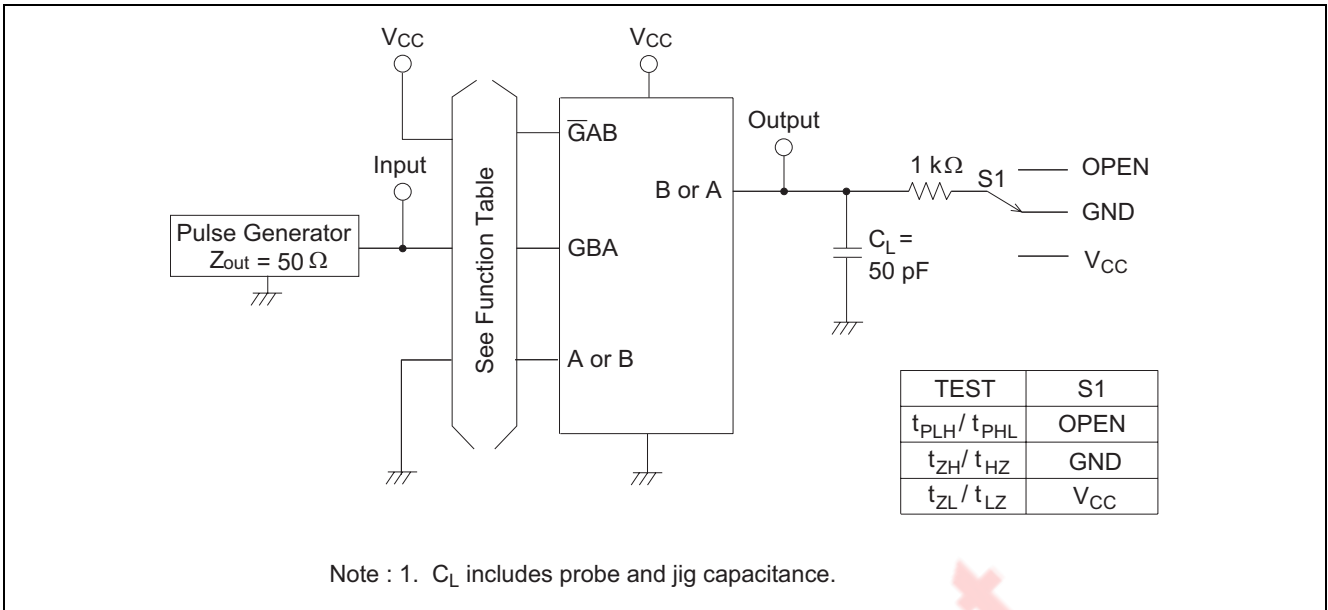 VCC
VCC
G̅AB
Output
Input
1 kΩ
S1
OPEN
See Function Table
B or A
GND
Pulse Generator
Zout = 50 Ω
GBA
CL =
50 pF
VCC
A or B
TEST S1
tPLH / tPHL OPEN
tZH / tHZ GND
tZL / tLZ VCC
Note : 1. CL includes probe and jig capacitance.